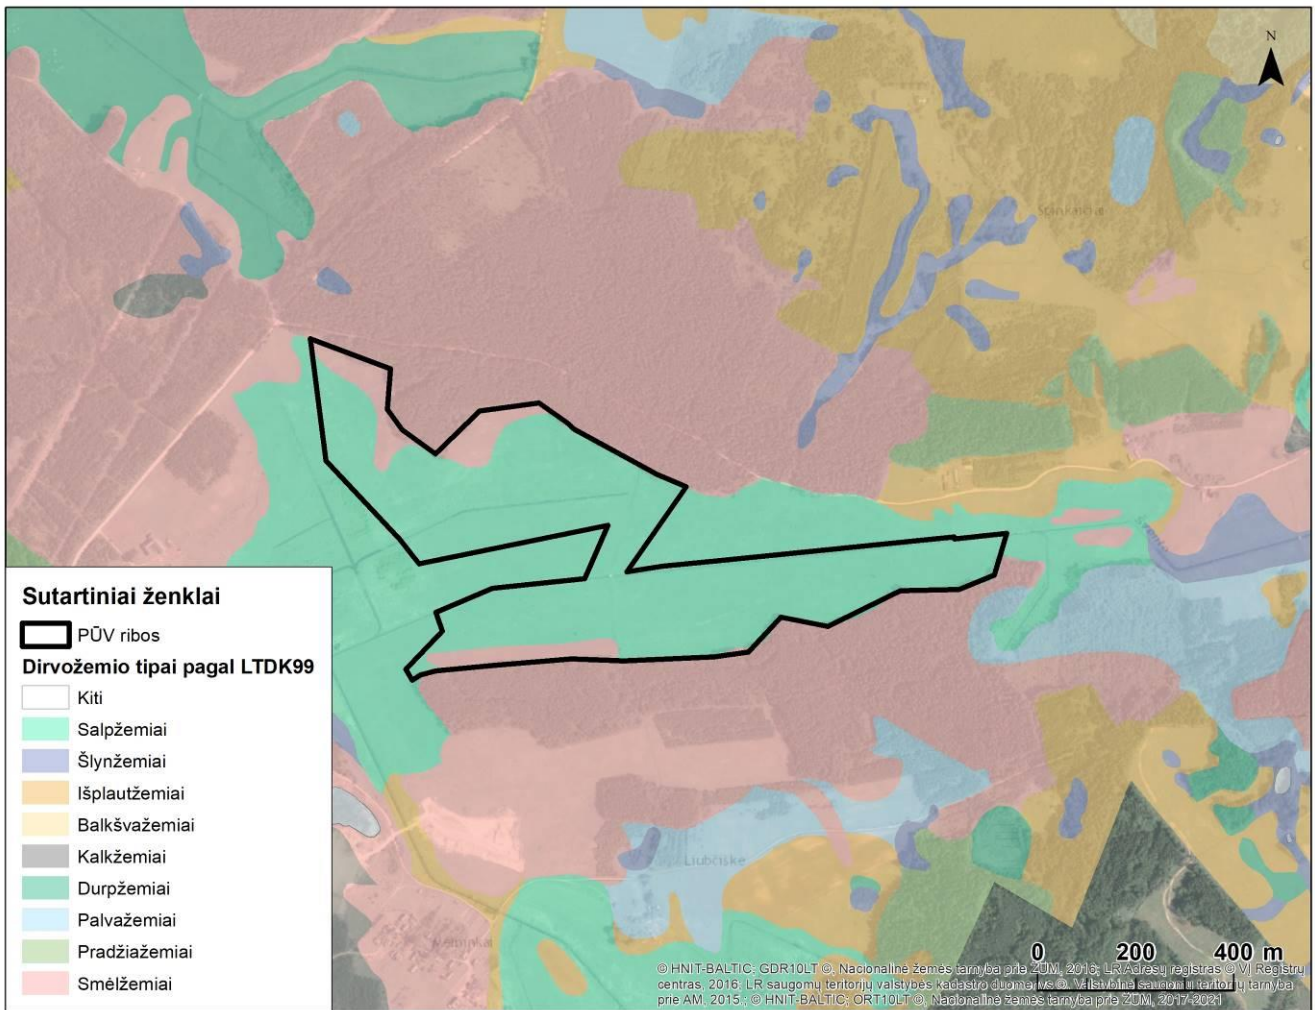 N
Spinkaičiai
Sutartiniai ženklai
PŪV ribos
Dirvožemio tipai pagal LTDK99
Kiti
Salpžemiai
Šlynžemiai
Išplautžemiai
Balkšvažemiai
Kalkžemiai
Durpžemiai
Palvažemiai
Pradžiažemiai
Smėlžemiai
Liubčiškė
0 200 400 m
© HNIT-BALTIC; GDR10LT ©, Nacionalinė žemės tarnyba prie ŽŪM, 2016; LR Adresų registras © VĮ Registrų
centras, 2016; LR saugomų teritorijų valstybės kadastro duomenys ©, Valstybinė saugomų teritorijų tarnyba
prie AM, 2015 ; © HNIT-BALTIC; ORT10LT ©, Nacionalinė žemės tarnyba prie ŽŪM, 2017-2021